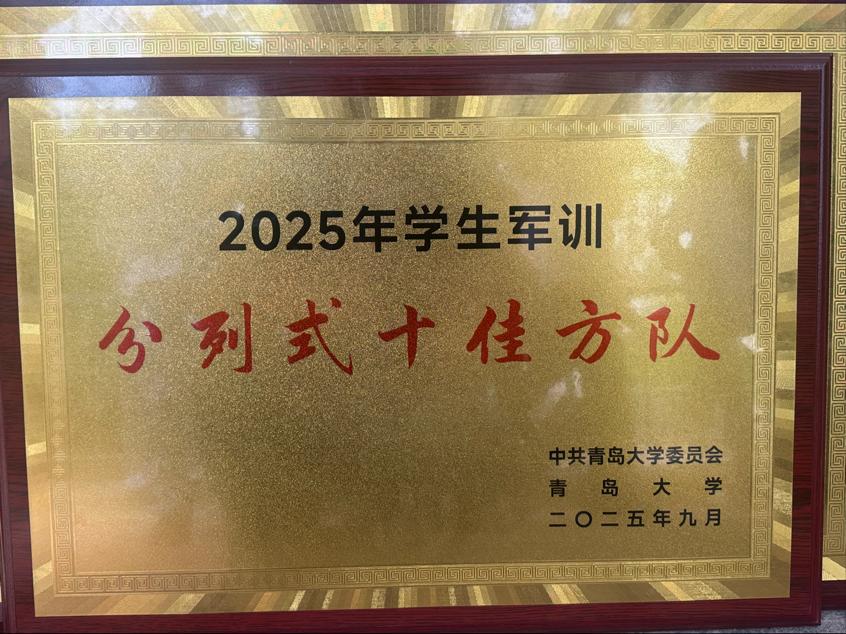 2025年学生军训
分列式十佳方队
中共青岛大学委员会
青岛大学
二〇二五年九月